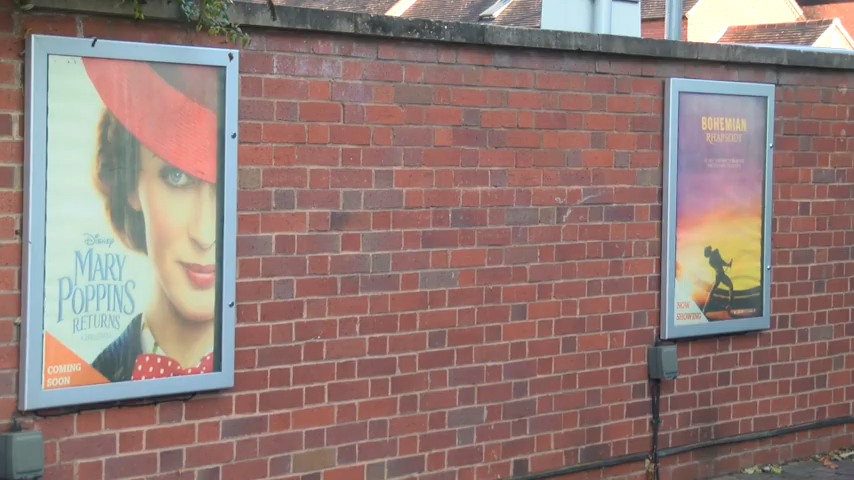 Disney
MARY
POPPINS
RETURNS
COMING
SOON
BOHEMIAN
RHAPSODY
NOW
SHOWING